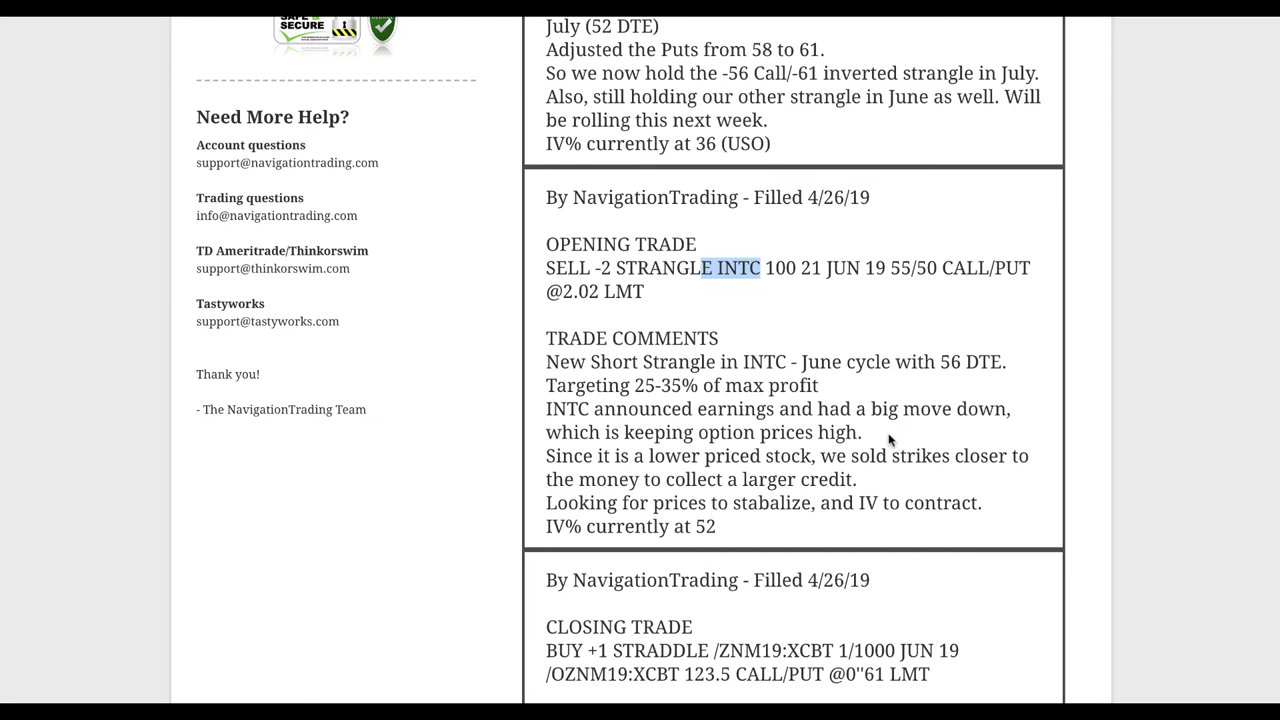 SAFE &
SECURE
Need More Help?
Account questions
support@navigationtrading.com
Trading questions
info@navigationtrading.com
TD Ameritrade/Thinkorswim
support@thinkorswim.com
Tastyworks
support@tastyworks.com
Thank you!
- The NavigationTrading Team
July (52 DTE)
Adjusted the Puts from 58 to 61.
So we now hold the -56 Call/-61 inverted strangle in July.
Also, still holding our other strangle in June as well. Will
be rolling this next week.
IV% currently at 36 (USO)
By NavigationTrading - Filled 4/26/19
OPENING TRADE
SELL -2 STRANGLE INTC 100 21 JUN 19 55/50 CALL/PUT
@2.02 LMT
TRADE COMMENTS
New Short Strangle in INTC - June cycle with 56 DTE.
Targeting 25-35% of max profit
INTC announced earnings and had a big move down,
which is keeping option prices high.
Since it is a lower priced stock, we sold strikes closer to
the money to collect a larger credit.
Looking for prices to stabalize, and IV to contract.
IV% currently at 52
By NavigationTrading - Filled 4/26/19
CLOSING TRADE
BUY +1 STRADDLE /ZNM19:XCBT 1/1000 JUN 19
/OZNM19:XCBT 123.5 CALL/PUT @0"61 LMT